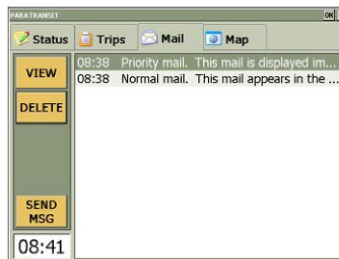 PARATRANSIT OK
Status Trips Mail Map
VIEW
DELETE
SEND
MSG
08:41
08:38 Priority mail. This mail is displayed im...
08:38 Normal mail. This mail appears in the ...